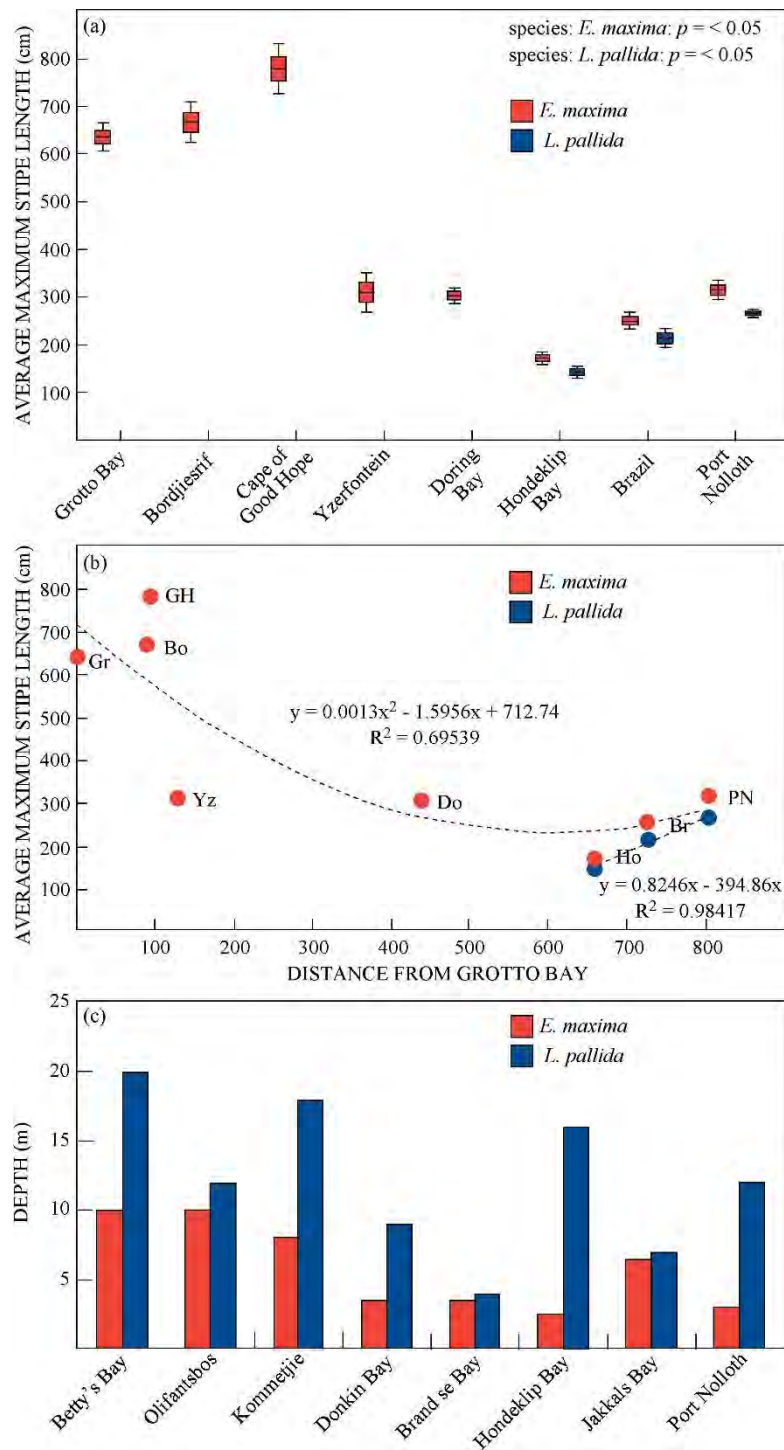 (a)
species: E. maxima: p = < 0.05
species: L. pallida: p = < 0.05
E. maxima
L. pallida
AVERAGE MAXIMUM STIPE LENGTH (cm)
800
700
600
500
400
300
200
100
Grotto Bay
Bordjiestrif
Cape of
Good Hope
Yzerfontein
Doring
Bay
Hondeklip
Bay
Brazil
Port
Nolloth
(b)
E. maxima
L. pallida
AVERAGE MAXIMUM STIPE LENGTH (cm)
800
700
600
500
400
300
200
100
GH
Bo
Gr
y = 0.0013x² - 1.5956x + 712.74
R² = 0.69539
Yz
Do
PN
Br
Ho
y = 0.8246x - 394.86x
R² = 0.98417
100 200 300 400 500 600 700 800
DISTANCE FROM GROTTO BAY
(c)
E. maxima
L. pallida
DEPTH (m)
25
20
15
10
5
Betty's Bay
Olifantsbos
Kommetjie
Donkin Bay
Brand se Bay
Hondeklip Bay
Jakkals Bay
Port Nolloth